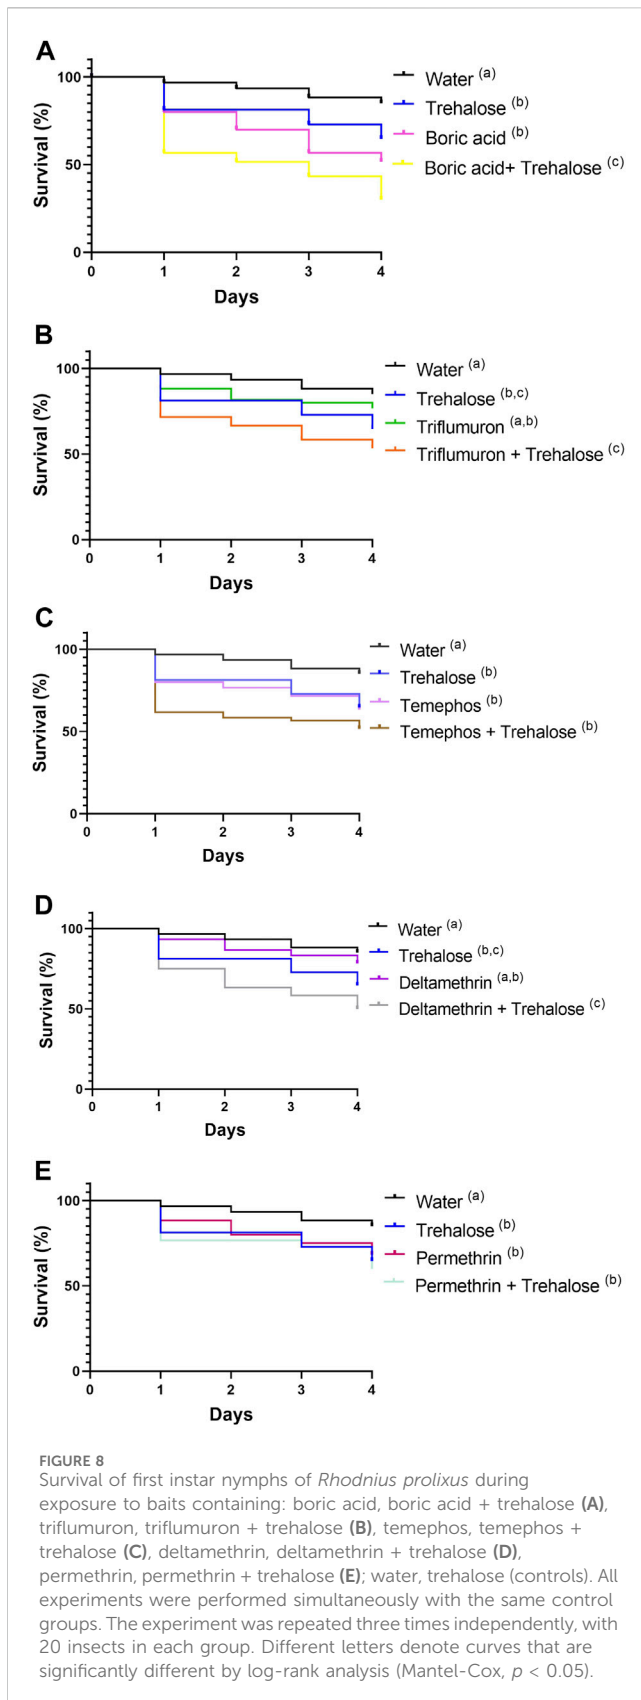 A
100
50
0
Survival (%)
0 1 2 3 4
Days
Water (a)
Trehalose (b)
Boric acid (b)
Boric acid+ Trehalose (c)
B
100
50
0
Survival (%)
0 1 2 3 4
Days
Water (a)
Trehalose (b,c)
Triflumuron (a,b)
Triflumuron + Trehalose (c)
C
100
50
0
Survival (%)
0 1 2 3 4
Days
Water (a)
Trehalose (b)
Temephos (b)
Temephos + Trehalose (b)
D
100
50
0
Survival (%)
0 1 2 3 4
Days
Water (a)
Trehalose (b,c)
Deltamethrin (a,b)
Deltamethrin + Trehalose (c)
E
100
50
0
Survival (%)
0 1 2 3 4
Days
Water (a)
Trehalose (b)
Permethrin (b)
Permethrin + Trehalose (b)
FIGURE 8
Survival of first instar nymphs of Rhodnius prolixus during
exposure to baits containing: boric acid, boric acid + trehalose (A),
triflumuron, triflumuron + trehalose (B), temephos, temephos +
trehalose (C), deltamethrin, deltamethrin + trehalose (D),
permethrin, permethrin + trehalose (E); water, trehalose (controls). All
experiments were performed simultaneously with the same control
groups. The experiment was repeated three times independently, with
20 insects in each group. Different letters denote curves that are
significantly different by log-rank analysis (Mantel-Cox, p < 0.05).